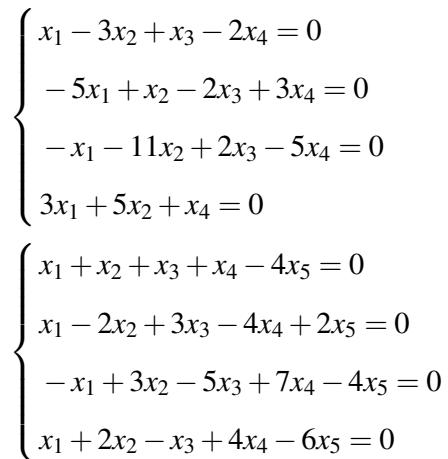 x₁ − 3x₂ + x₃ − 2x₄ = 0
− 5x₁ + x₂ − 2x₃ + 3x₄ = 0
− x₁ − 11x₂ + 2x₃ − 5x₄ = 0
3x₁ + 5x₂ + x₄ = 0
x₁ + x₂ + x₃ + x₄ − 4x₅ = 0
x₁ − 2x₂ + 3x₃ − 4x₄ + 2x₅ = 0
− x₁ + 3x₂ − 5x₃ + 7x₄ − 4x₅ = 0
x₁ + 2x₂ − x₃ + 4x₄ − 6x₅ = 0